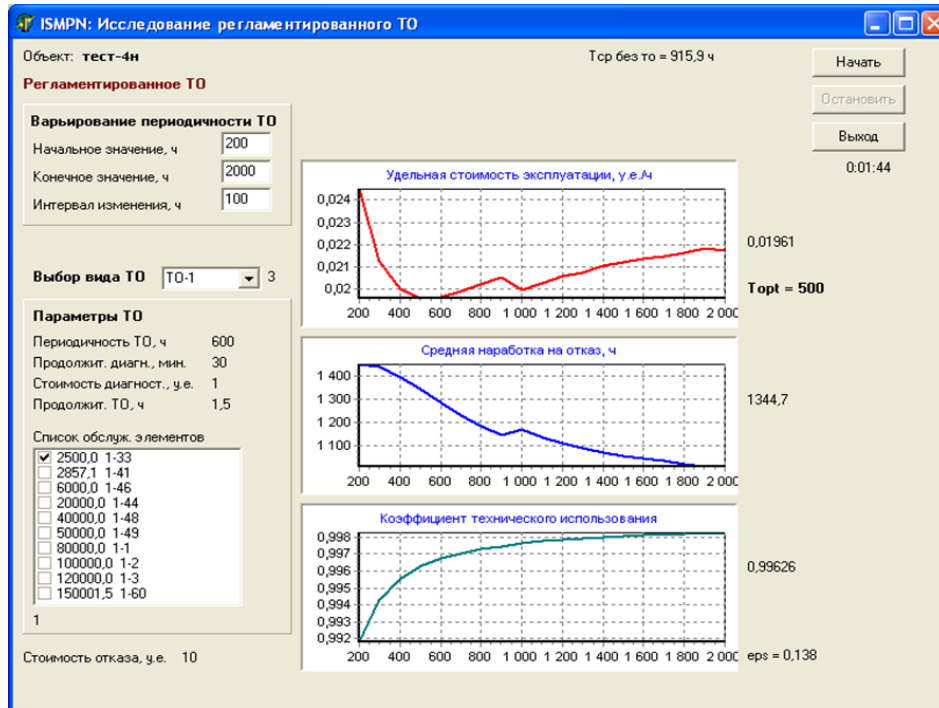 ISMPN: Исследование регламентированного ТО
Объект: тест-4н
Тср без то = 915,9 ч
Начать
Регламентированное ТО
Остановить
Варьирование периодичности ТО
Начальное значение, ч 200
Конечное значение, ч 2000
Интервал изменения, ч 100
Выход
0:01:44
Удельная стоимость эксплуатации, у.е./ч
0,024
0,023
0,022
0,021
0,02
200 400 600 800 1 000 1 200 1 400 1 600 1 800 2 000
0,01961
Topt = 500
Выбор вида ТО ТО-1 3
Параметры ТО
Периодичность ТО, ч 600
Продолжит. диагн., мин. 30
Стоимость диагност., у.е. 1
Продолжит. ТО, ч 1,5
Список обслуж. элементов
2500,0 1-33
2857,1 1-41
6000,0 1-46
20000,0 1-44
40000,0 1-48
50000,0 1-49
80000,0 1-1
100000,0 1-2
120000,0 1-3
150001,5 1-60
1
Стоимость отказа, у.е. 10
Средняя наработка на отказ, ч
1 400
1 300
1 200
1 100
200 400 600 800 1 000 1 200 1 400 1 600 1 800 2 000
1344,7
Коэффициент технического использования
0,998
0,997
0,996
0,995
0,994
0,993
0,992
200 400 600 800 1 000 1 200 1 400 1 600 1 800 2 000
0,99626
eps = 0,138